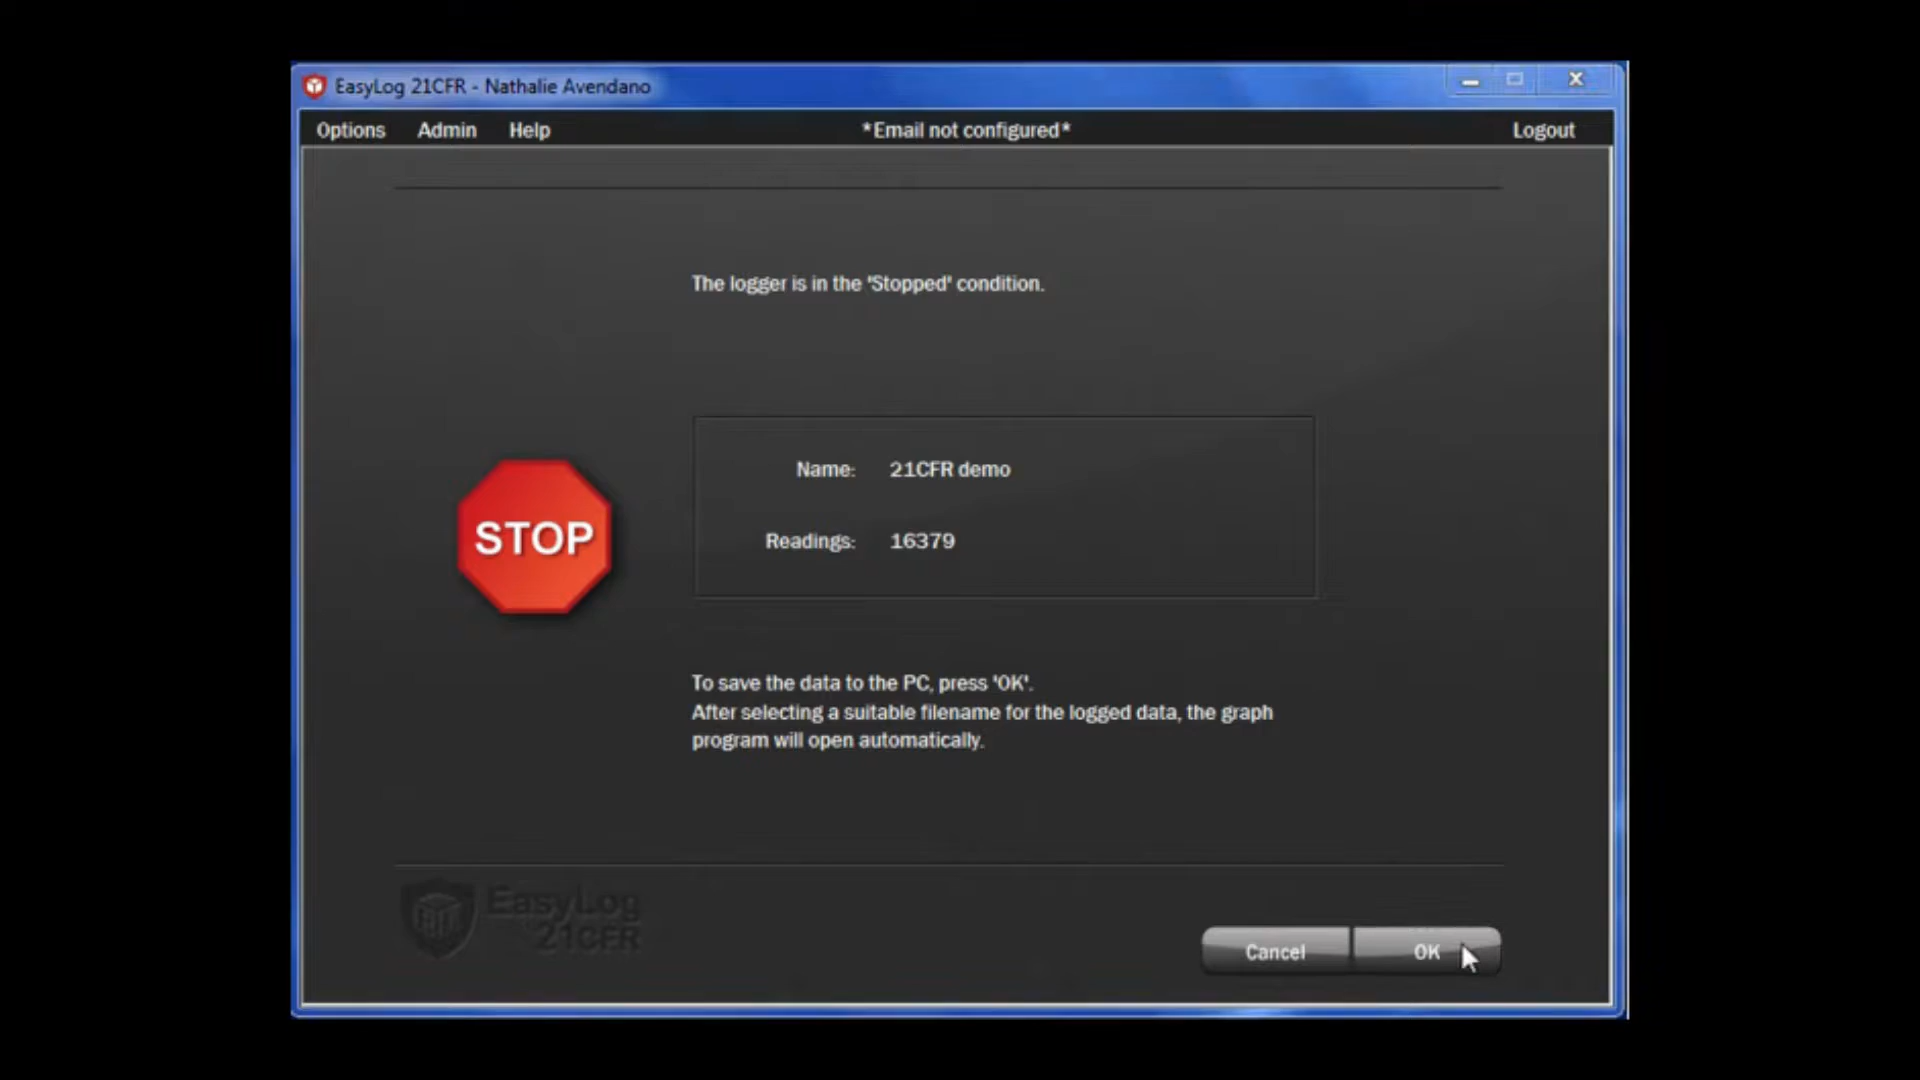 EasyLog 21CFR - Nathalie Avendano
Options Admin Help *Email not configured* Logout
The logger is in the 'Stopped' condition.
Name: 21CFR demo
STOP
Readings: 16379
To save the data to the PC, press 'OK'.
After selecting a suitable filename for the logged data, the graph
program will open automatically.
EasyLog
21CFR
Cancel OK